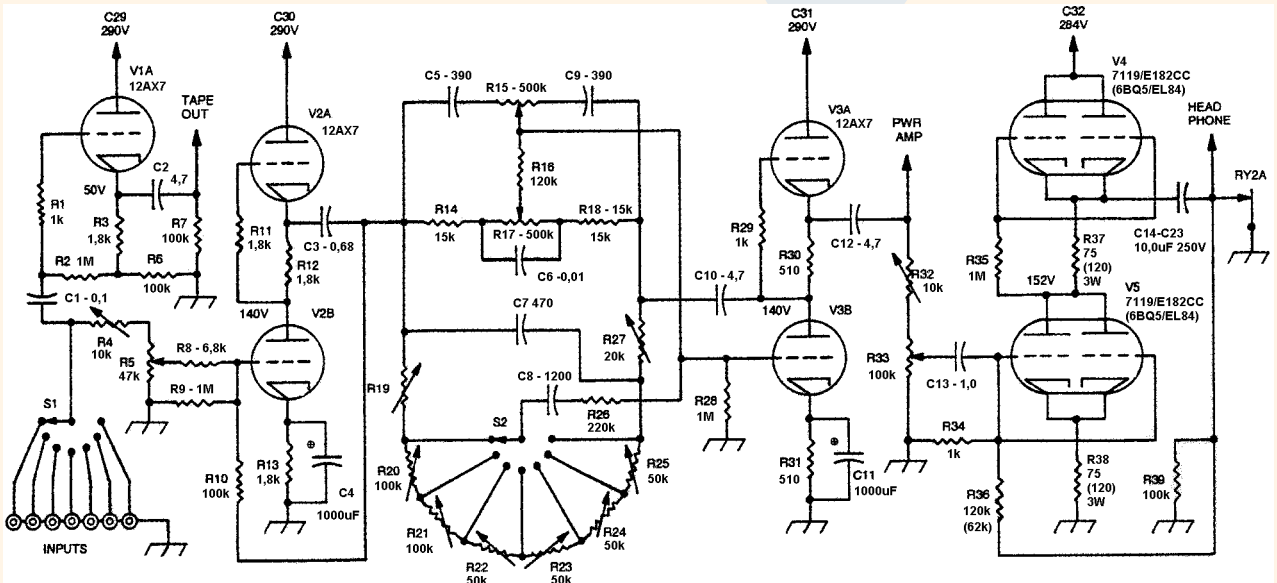 C29
290V
V1A
12AX7
TAPE
OUT
50V
C2
4,7
R1
1k
R3
1,8k
R7
100k
R2 1M
R6
100k
C1 - 0,1
R4
10k
R5
47k
R8 - 6,8k
R9 - 1M
S1
INPUTS
C30
290V
V2A
12AX7
R11
1,8k
C3 - 0,68
R12
1,8k
140V
V2B
R10
100k
R13
1,8k
⊕
C4
1000uF
C5 - 390
R15 - 500k
C9 - 390
R16
120k
R14
15k
R17 - 500k
R18 - 15k
15k
C6 -0,01
C7 470
R27
20k
R19
C8 - 1200
R26
220k
S2
R20
100k
R21
100k
R22
50k
R23
50k
R24
50k
R25
50k
C31
290V
V3A
12AX7
R29
1k
R30
510
C12 - 4,7
C10 - 4,7
140V
V3B
R28
1M
R31
510
⊕
C11
1000uF
PWR
AMP
R32
10k
R33
100k
C13 - 1,0
R34
1k
C32
284V
V4
7119/E182CC
(6BQ5/EL84)
HEAD
PHONE
RY2A
C14-C23
10,0uF 250V
R35
1M
R37
75
(120)
3W
152V
V5
7119/E182CC
(6BQ5/EL84)
R36
120k
(62k)
R38
75
(120)
3W
R39
100k